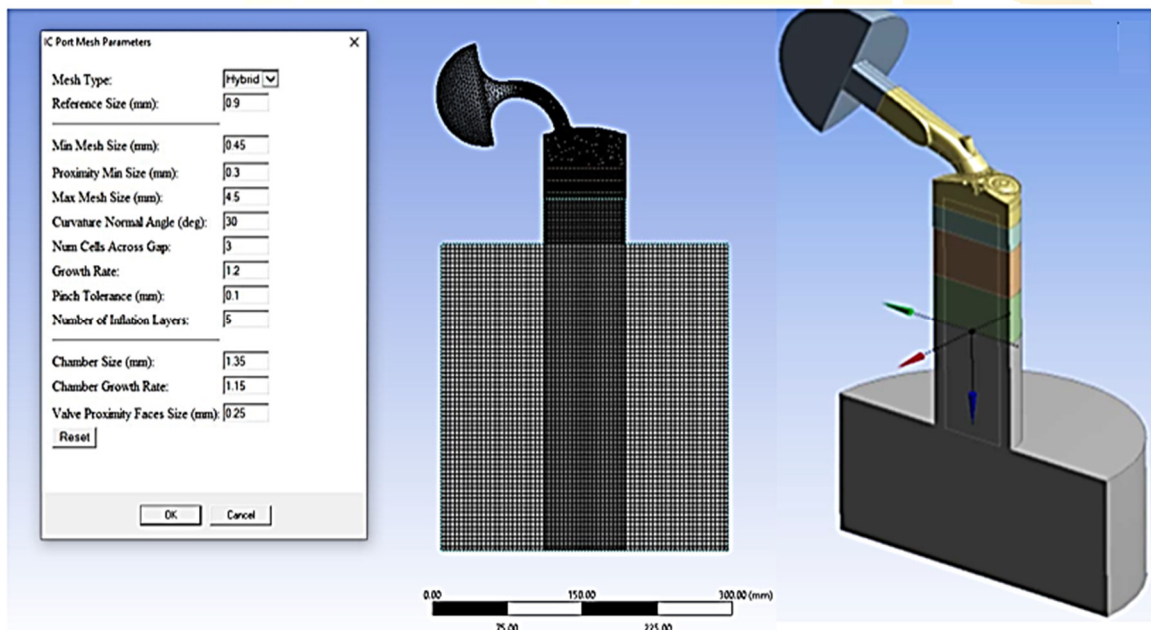 IC Port Mesh Parameters
Mesh Type: Hybrid
Reference Size (mm): 0.9
Min Mesh Size (mm): 0.45
Proximity Min Size (mm): 0.3
Max Mesh Size (mm): 4.5
Curvature Normal Angle (deg): 30
Num Cells Across Gap: 3
Growth Rate: 1.2
Pinch Tolerance (mm): 0.1
Number of Inflation Layers: 5
Chamber Size (mm): 1.35
Chamber Growth Rate: 1.15
Valve Proximity Faces Size (mm): 0.25
Reset
OK Cancel
0.00 150.00 300.00 (mm)
75.00 225.00